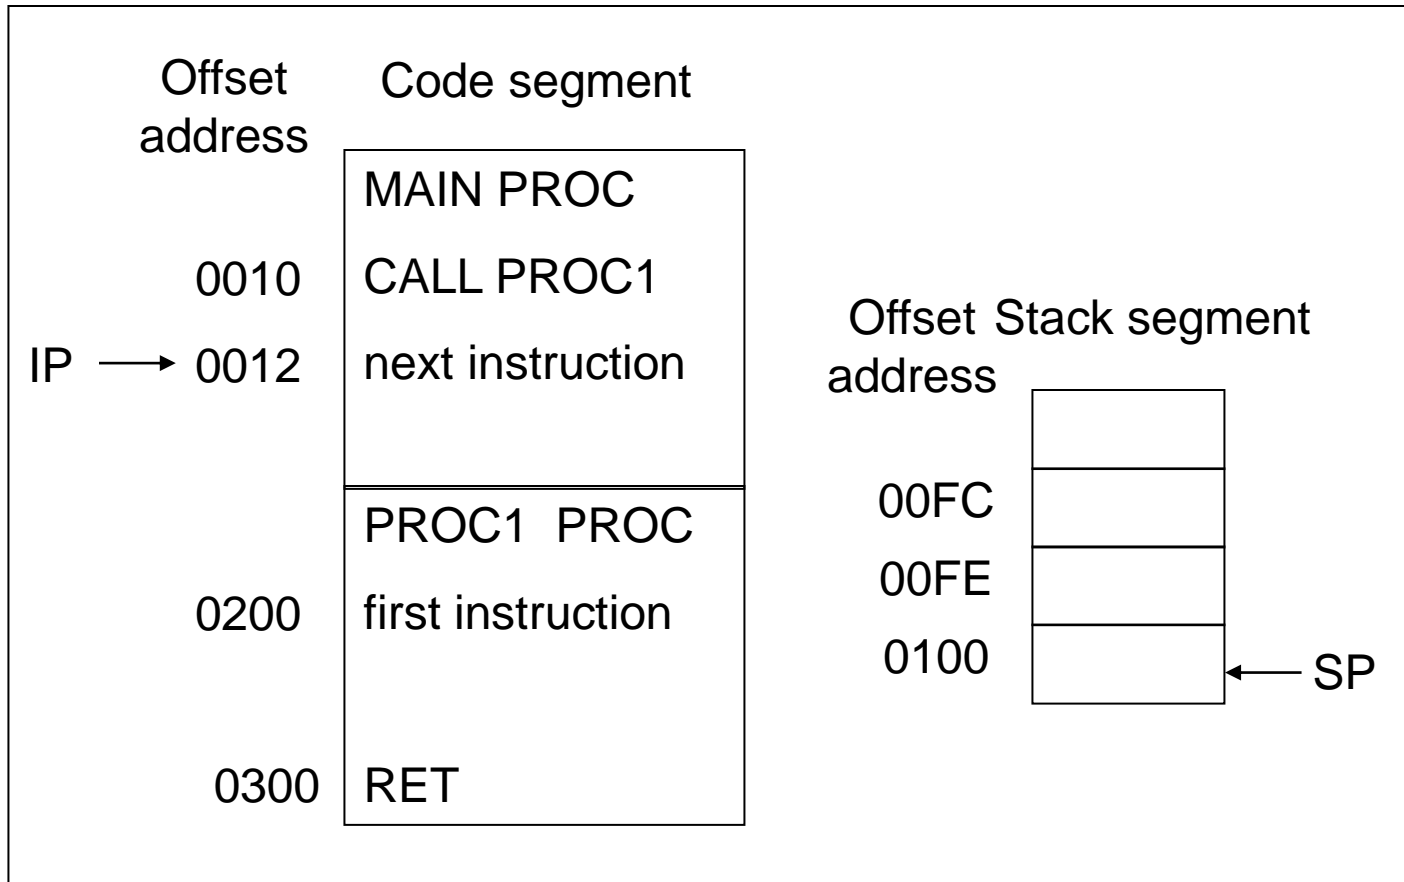 Offset
address
Code segment
MAIN PROC
0010 CALL PROC1
IP 0012 next instruction
PROC1 PROC
0200 first instruction
0300 RET
Offset Stack segment
address
00FC
00FE
0100
SP